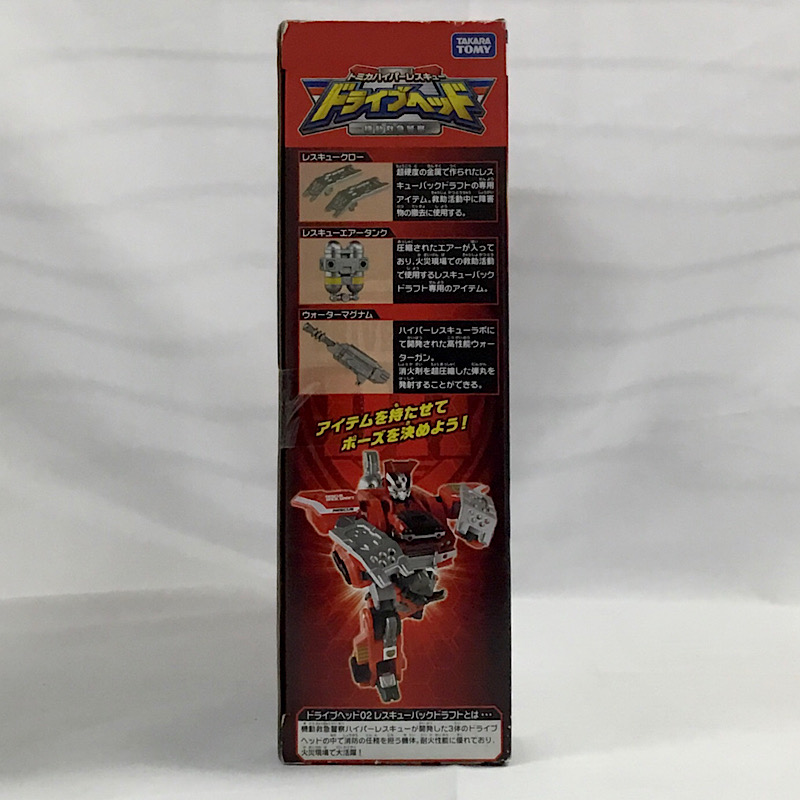 TAKARA
TOMY
トミカハイパーレスキュー
ドライブヘッド
機動救急警察
レスキュークロー
超硬度の金属で作られたレス
キューバックドラフトの専用
アイテム。救助活動中に障害
物の撤去に使用する。
レスキューエアータンク
圧縮されたエアーが入って
おり、火災現場での救助活動
で使用するレスキューバック
ドラフト専用のアイテム。
ウォーターマグナム
ハイパーレスキューラボに
て開発された高性能ウォー
ターガン。
消火剤を超圧縮した弾丸を
発射することができる。
アイテムを持たせて
ポーズを決めよう!
ドライブヘッド02 レスキューバックドラフトとは…
機動救急警察ハイパーレスキューが開発した3体のドライブ
ヘッドの中で消防の任務を担う機体。耐火性能に優れており、
火災現場で大活躍!